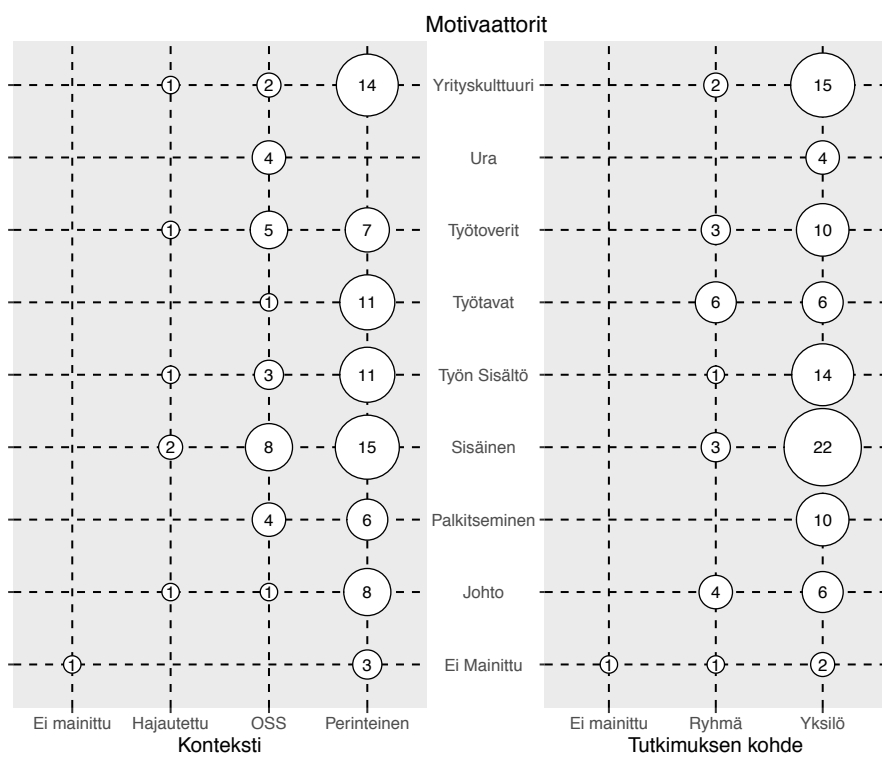 Motivaattorit
1 2 14 Yrityskulttuuri 2 15
4 Ura 4
1 5 7 Työtoverit 3 10
1 11 Työtavat 6 6
1 3 11 Työn Sisältö 1 14
2 8 15 Sisäinen 3 22
4 6 Palkitseminen 10
1 1 8 Johto 4 6
1 3 Ei Mainittu 1 1 2
Ei mainittu Hajautettu OSS Perinteinen Ei mainittu Ryhmä Yksilö
Konteksti Tutkimuksen kohde